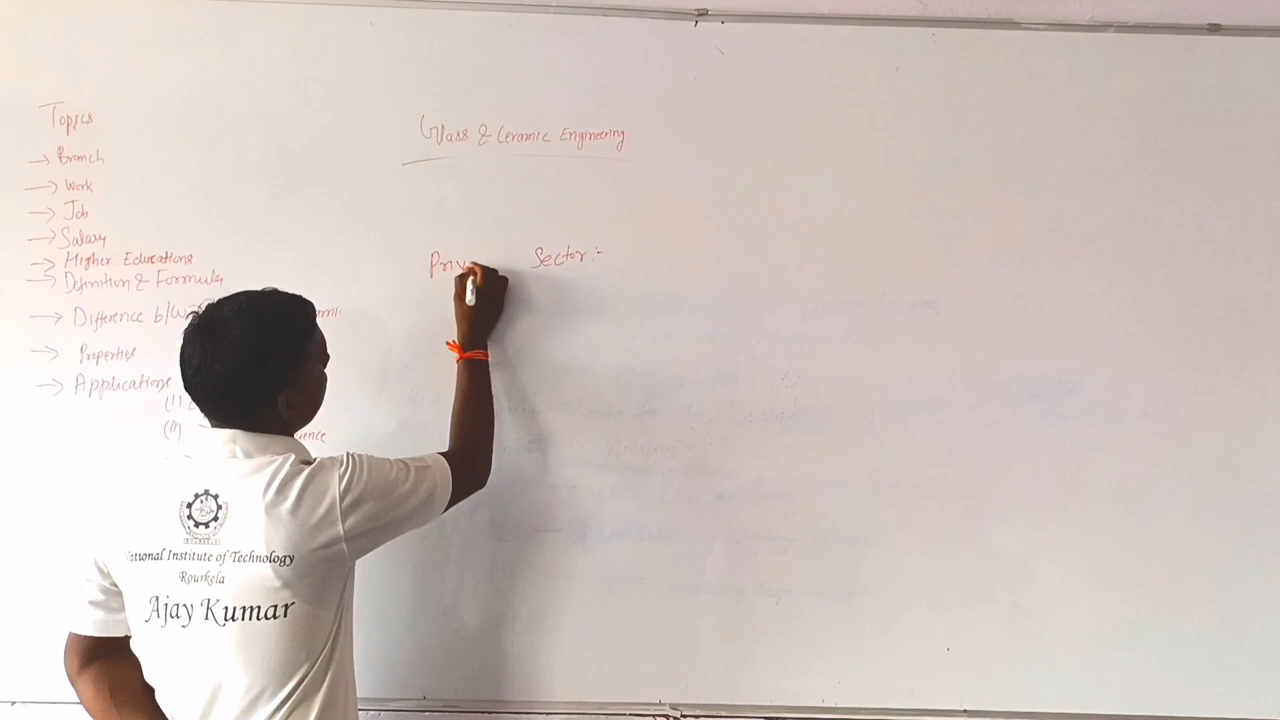 Topics
Glass & Ceramic Engineering
→ Branch
→ Work
→ Job
→ Salary
→ Higher Educations
Sector :-
→ Definition & Formula
→ Difference b/w
→ Properties
→ Applications
(I)
(II)
National Institute of Technology
Rourkela
Ajay Kumar